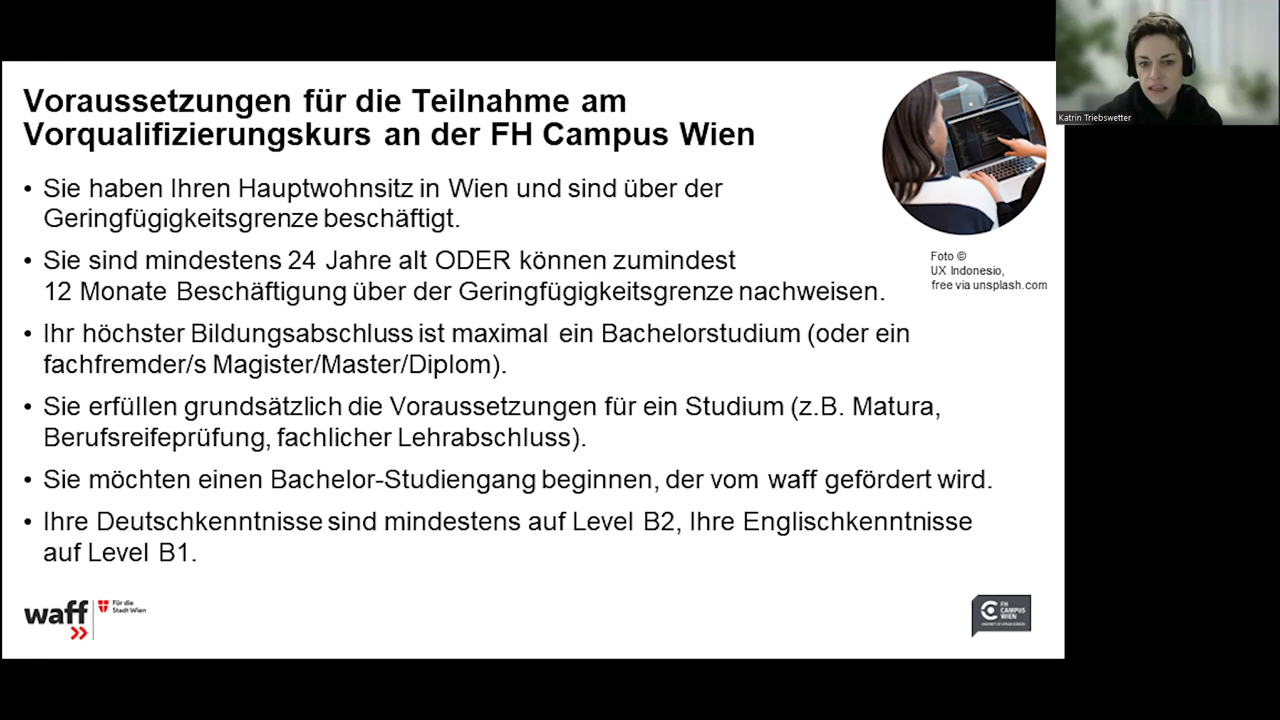 Voraussetzungen für die Teilnahme am
Vorqualifizierungskurs an der FH Campus Wien
• Sie haben Ihren Hauptwohnsitz in Wien und sind über der
Geringfügigkeitsgrenze beschäftigt.
• Sie sind mindestens 24 Jahre alt ODER können zumindest
12 Monate Beschäftigung über der Geringfügigkeitsgrenze nachweisen.
• Ihr höchster Bildungsabschluss ist maximal ein Bachelorstudium (oder ein
fachfremder/s Magister/Master/Diplom).
• Sie erfüllen grundsätzlich die Voraussetzungen für ein Studium (z.B. Matura,
Berufsreifeprüfung, fachlicher Lehrabschluss).
• Sie möchten einen Bachelor-Studiengang beginnen, der vom waff gefördert wird.
• Ihre Deutschkenntnisse sind mindestens auf Level B2, Ihre Englischkenntnisse
auf Level B1.
Foto ©
UX Indonesio,
free via unsplash.com
Katrin Triebswetter
waff
Für die
Stadt Wien
FH
CAMPUS
WIEN